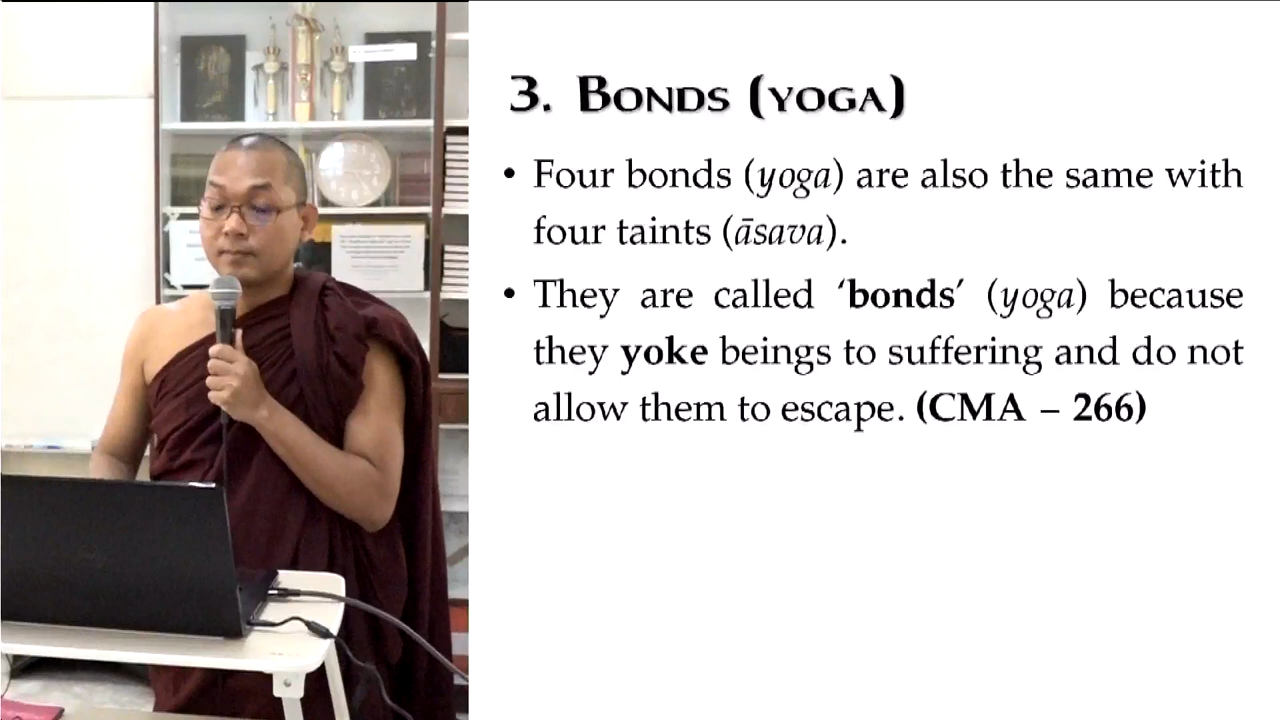 3. Bonds (yoga)
• Four bonds (yoga) are also the same with
four taints (āsava).
• They are called ‘bonds’ (yoga) because
they yoke beings to suffering and do not
allow them to escape. (CMA – 266)